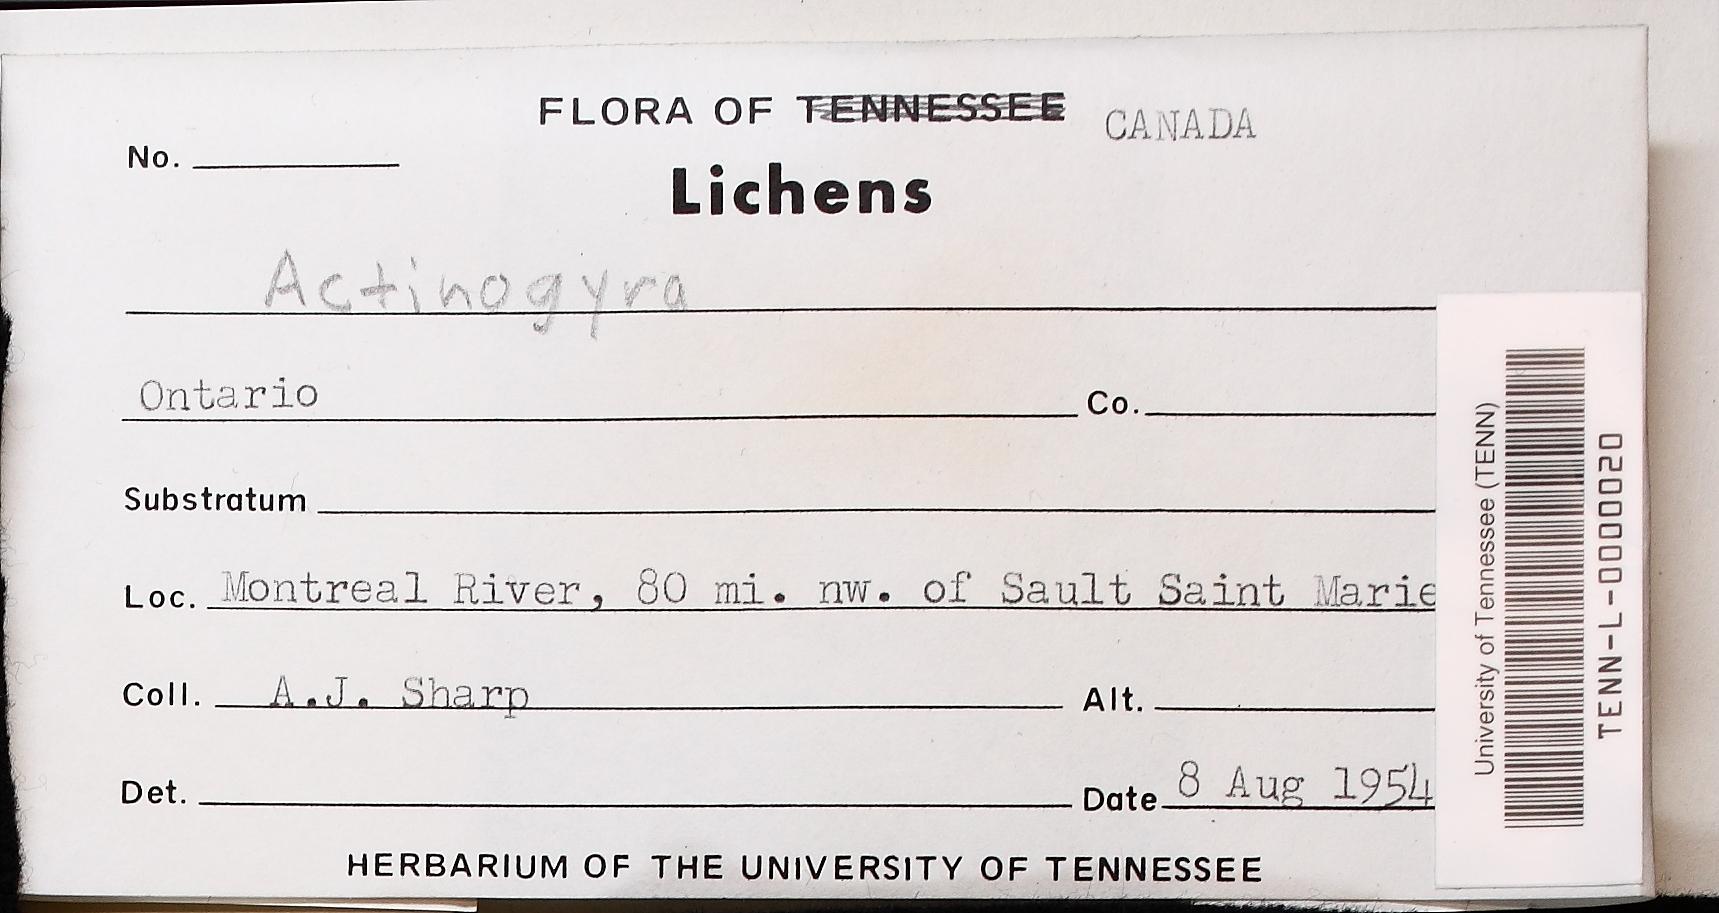 FLORA OF TENNESSEE CANADA
No.
Lichens
Actinogyra
Ontario Co.
Substratum
Loc. Montreal River, 80 mi. nw. of Sault Saint Marie
Coll. A.J. Sharp Alt.
Det. Date 8 Aug 1954
HERBARIUM OF THE UNIVERSITY OF TENNESSEE
University of Tennessee (TENN)
TENN-L-0000020